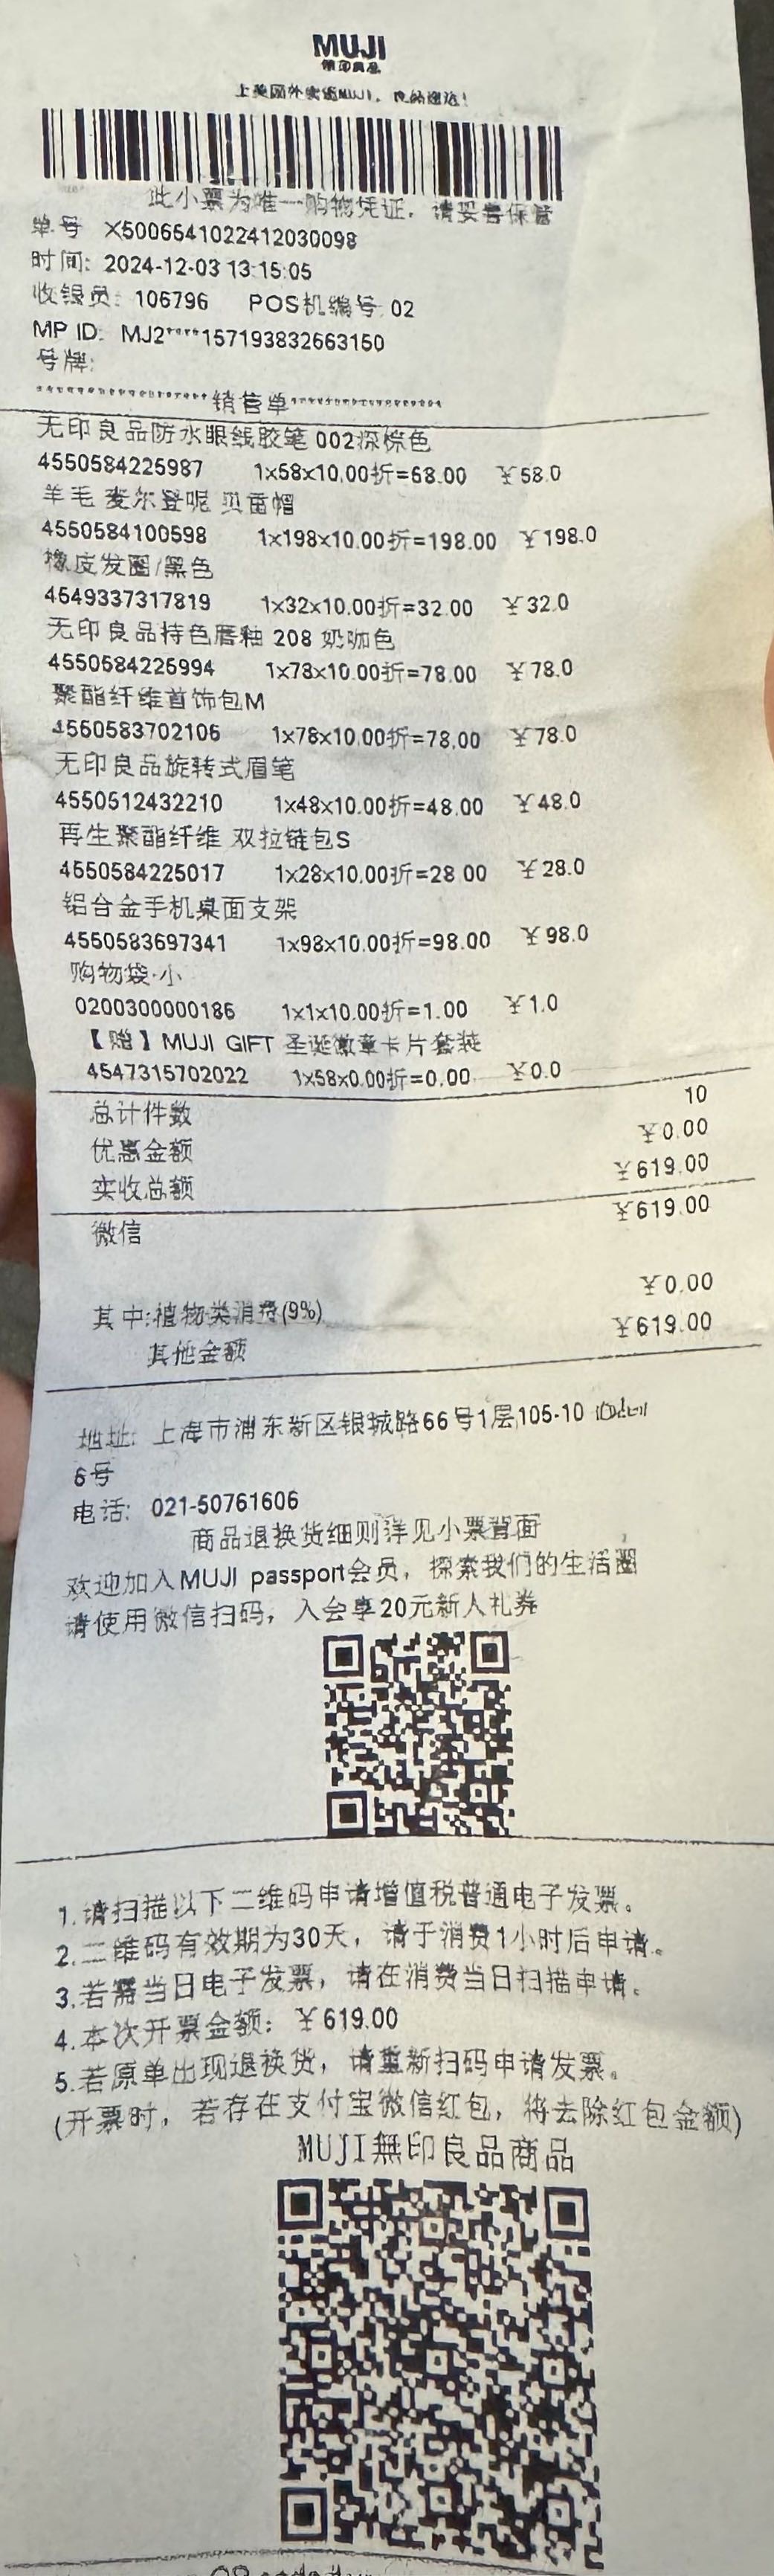 MUJI
無印良品
此小票为唯一购物凭证，请妥善保管
单号 X5006541022412030098
时间: 2024-12-03 13:15:05
收银员: 106796 POS机编号: 02
MP ID: MJ2****157193832663150
号牌:
销售单
无印良品防水眼线胶笔 002深棕色
4550584225987 1x58x10.00折=58.00 ￥58.0
羊毛 麦尔登呢 贝雷帽
4550584100598 1x198x10.00折=198.00 ￥198.0
橡皮发圈/黑色
4549337317819 1x32x10.00折=32.00 ￥32.0
无印良品持色唇釉 208 奶咖色
4550584225994 1x78x10.00折=78.00 ￥78.0
聚酯纤维首饰包M
4550583702106 1x78x10.00折=78.00 ￥78.0
无印良品旋转式眉笔
4550512432210 1x48x10.00折=48.00 ￥48.0
再生聚酯纤维 双拉链包S
4550584225017 1x28x10.00折=28.00 ￥28.0
铝合金手机桌面支架
4550583697341 1x98x10.00折=98.00 ￥98.0
购物袋·小
0200300000186 1x1x10.00折=1.00 ￥1.0
【赠】MUJI GIFT 圣诞徽章卡片套装
4547315702022 1x58x0.00折=0.00 ￥0.0
总计件数 10
优惠金额 ￥0.00
实收总额 ￥619.00
微信 ￥619.00
其中:植物类消费(9%) ￥0.00
其他金额 ￥619.00
地址: 上海市浦东新区银城路66号1层105-10
6号
电话: 021-50761606
商品退换货细则详见小票背面
欢迎加入MUJI passport会员，探索我们的生活圈
请使用微信扫码，入会享20元新人礼券
1.请扫描以下二维码申请增值税普通电子发票。
2.二维码有效期为30天，请于消费1小时后申请。
3.若需当日电子发票，请在消费当日扫描申请。
4.本次开票金额: ￥619.00
5.若原单出现退换货，请重新扫码申请发票。
(开票时，若存在支付宝微信红包，将去除红包金额)
MUJI無印良品商品